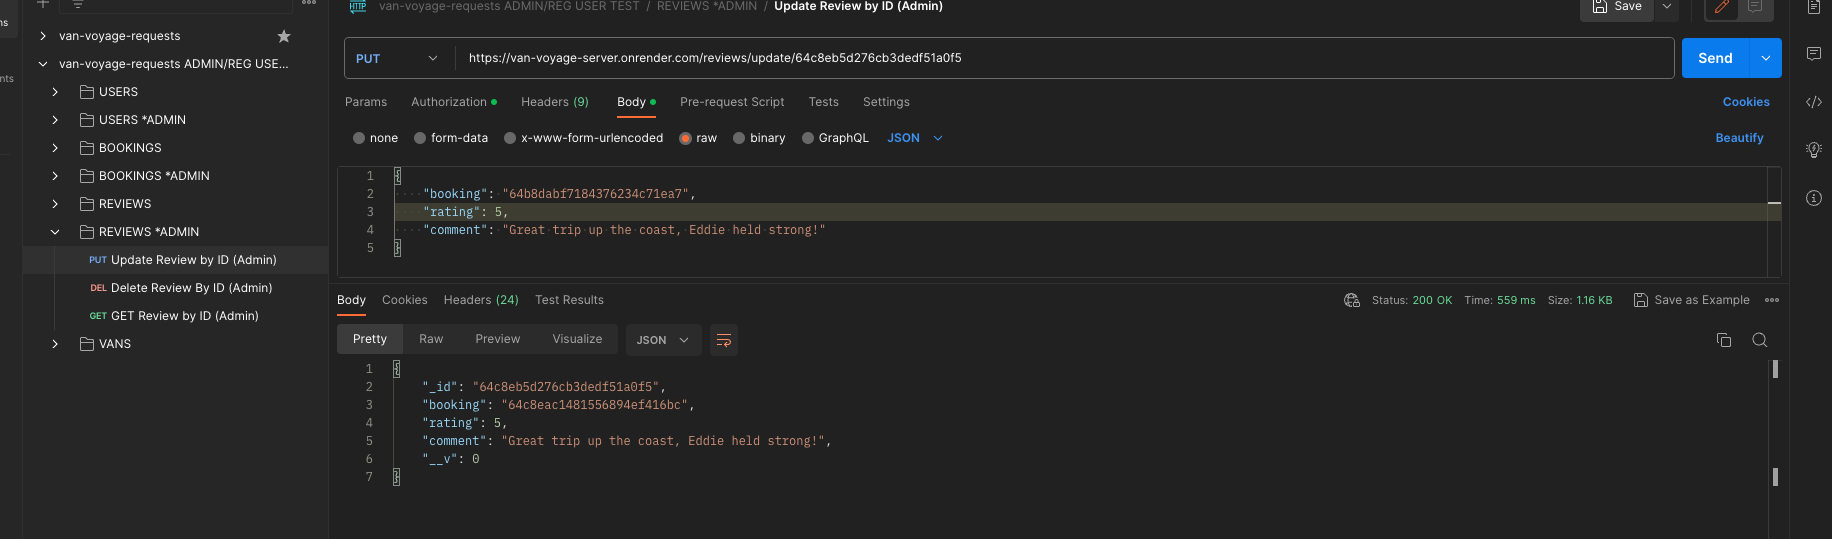 van-voyage-requests ADMIN/REG USER TEST / REVIEWS *ADMIN / Update Review by ID (Admin)
Save
van-voyage-requests
van-voyage-requests ADMIN/REG USE...
USERS
USERS *ADMIN
BOOKINGS
BOOKINGS *ADMIN
REVIEWS
REVIEWS *ADMIN
PUT Update Review by ID (Admin)
DEL Delete Review By ID (Admin)
GET GET Review by ID (Admin)
VANS
PUT
https://van-voyage-server.onrender.com/reviews/update/64c8eb5d276cb3dedf51a0f5
Send
Params Authorization Headers (9) Body Pre-request Script Tests Settings Cookies
none form-data x-www-form-urlencoded raw binary GraphQL JSON Beautify
1 {
2 "booking": "64b8dabf7184376234c71ea7",
3 "rating": 5,
4 "comment": "Great trip up the coast, Eddie held strong!"
5 }
Body Cookies Headers (24) Test Results Status: 200 OK Time: 559 ms Size: 1.16 KB Save as Example
Pretty Raw Preview Visualize JSON
1 {
2 "_id": "64c8eb5d276cb3dedf51a0f5",
3 "booking": "64c8eac1481556894ef416bc",
4 "rating": 5,
5 "comment": "Great trip up the coast, Eddie held strong!",
6 "__v": 0
7 }